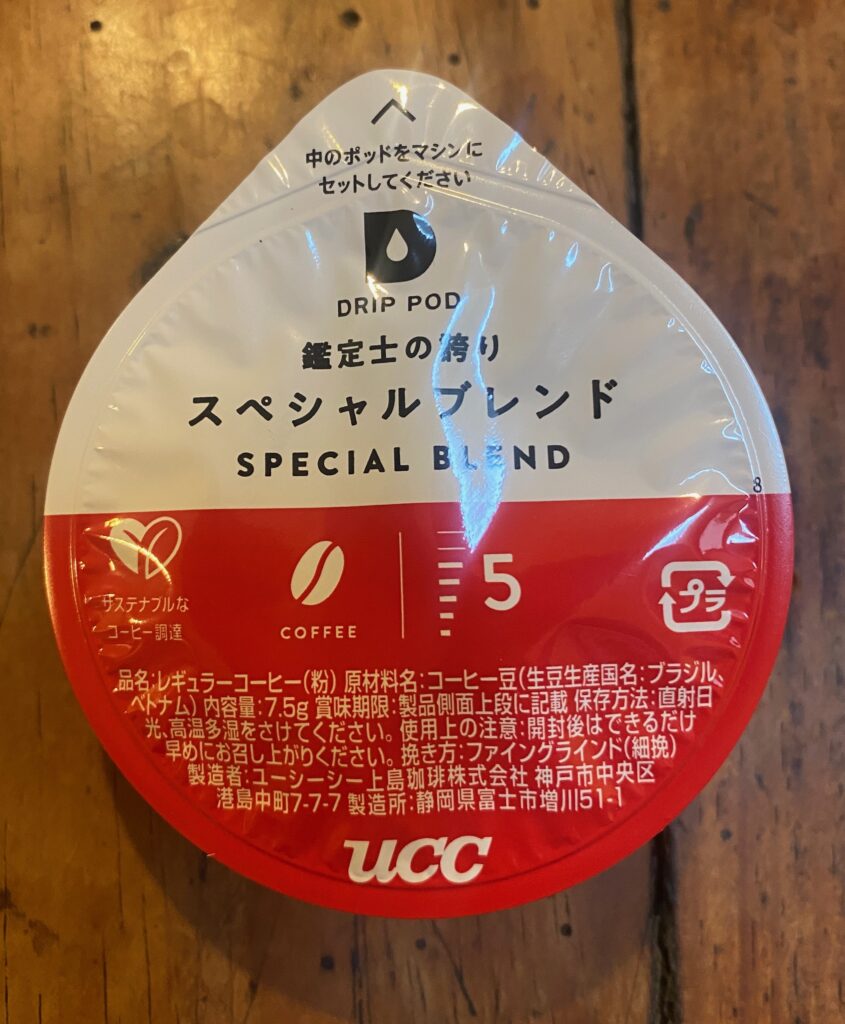 中のポッドをマシンに
セットしてください
DRIP POD
鑑定士の誇り
スペシャルブレンド
SPECIAL BLEND
8
サステナブルな
コーヒー調達
COFFEE
5
プラ
品名:レギュラーコーヒー(粉) 原材料名:コーヒー豆(生豆生産国名:ブラジル、
ベトナム) 内容量:7.5g 賞味期限:製品側面上段に記載 保存方法:直射日
光、高温多湿をさけてください。使用上の注意:開封後はできるだけ
早めにお召し上がりください。挽き方:ファイングラインド(細挽)
製造者:ユーシーシー上島珈琲株式会社 神戸市中央区
港島中町7-7-7 製造所:静岡県富士市増川51-1
UCC